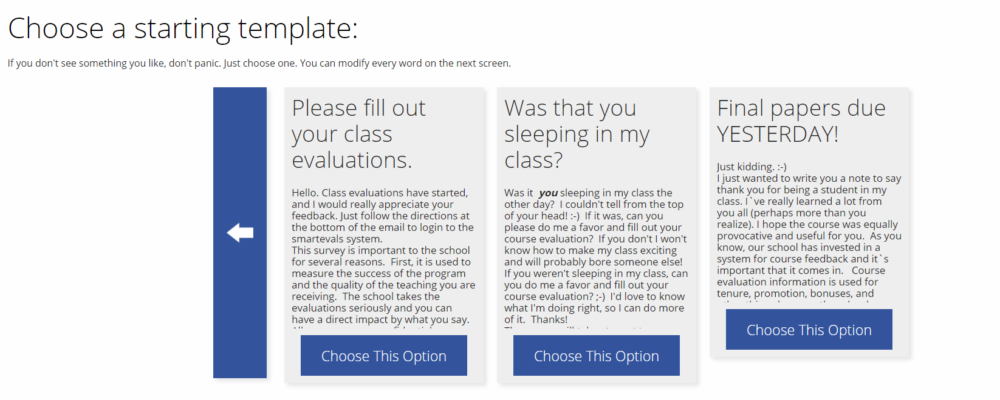 Choose a starting template:
If you don't see something you like, don't panic. Just choose one. You can modify every word on the next screen.
Please fill out
your class
evaluations.
Hello. Class evaluations have started,
and I would really appreciate your
feedback. Just follow the directions at
the bottom of the email to login to the
smartevals system.
This survey is important to the school
for several reasons.  First, it is used to
measure the success of the program
and the quality of the teaching you are
receiving.  The school takes the
evaluations seriously and you can
have a direct impact by what you say.
Choose This Option
Was that you
sleeping in my
class?
Was it  you sleeping in my class the
other day?  I couldn't tell from the top
of your head! :-)  If it was, can you
please do me a favor and fill out your
course evaluation?  If you don't I won't
know how to make my class exciting
and will probably bore someone else!
If you weren't sleeping in my class, can
you do me a favor and fill out your
course evaluation? ;-)  I'd love to know
what I'm doing right, so I can do more
of it.  Thanks!
Choose This Option
Final papers due
YESTERDAY!
Just kidding. :-)
I just wanted to write you a note to say
thank you for being a student in my
class. I`ve really learned a lot from
you all (perhaps more than you
realize). I hope the course was equally
provocative and useful for you.  As you
know, our school has invested in a
system for course feedback and it`s
important that it comes in.   Course
evaluation information is used for
tenure, promotion, bonuses, and
Choose This Option